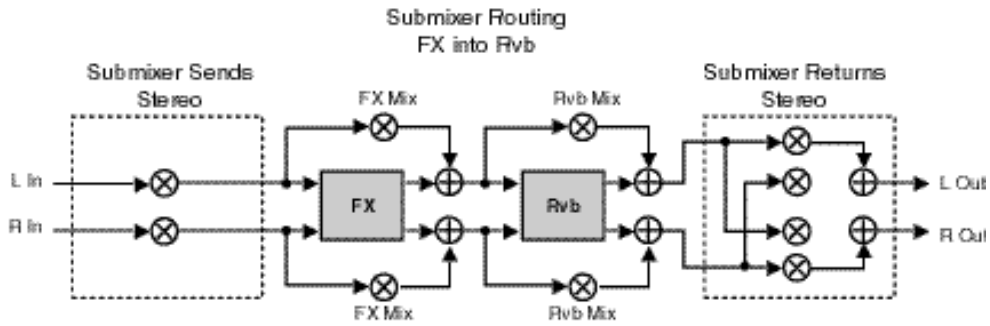 Submixer Routing
FX into Rvb
Submixer Sends
Stereo
Submixer Returns
Stereo
FX Mix
Rvb Mix
L In
R In
FX
Rvb
L Out
R Out
FX Mix
Rvb Mix